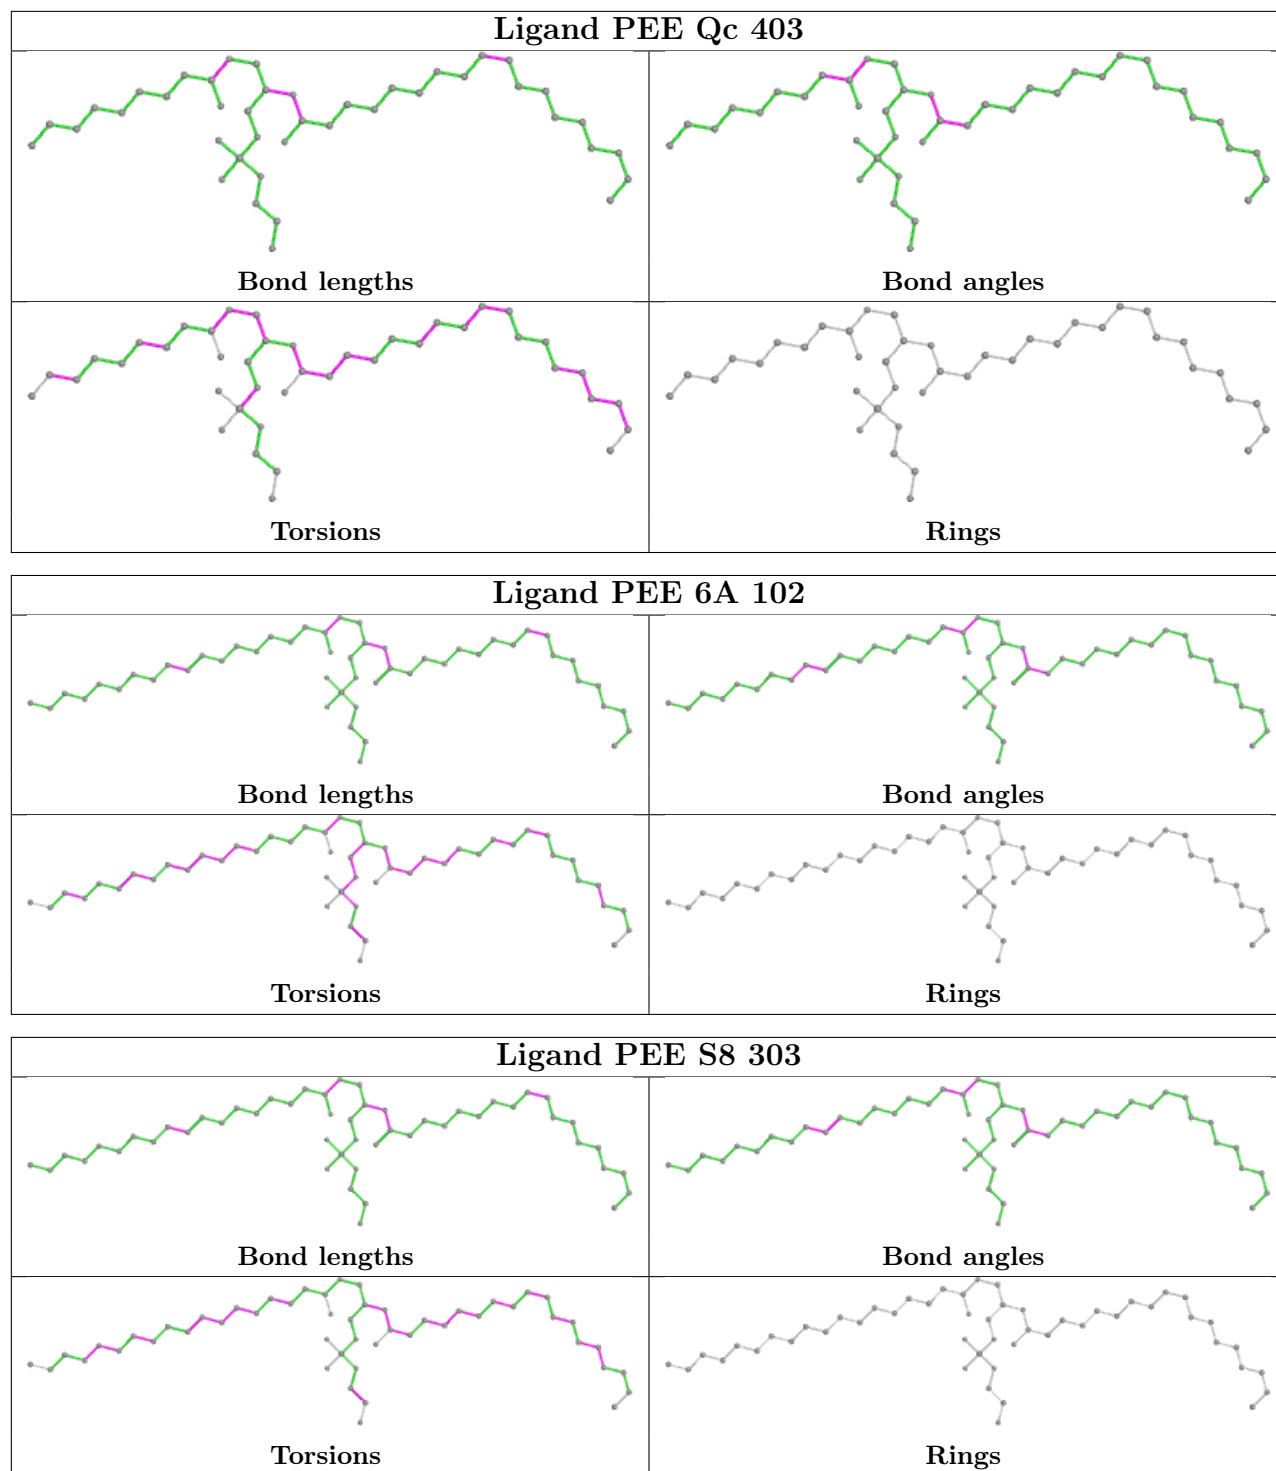 Ligand PEE Qc 403
Bond lengths
Bond angles
Torsions
Rings
Ligand PEE 6A 102
Bond lengths
Bond angles
Torsions
Rings
Ligand PEE S8 303
Bond lengths
Bond angles
Torsions
Rings